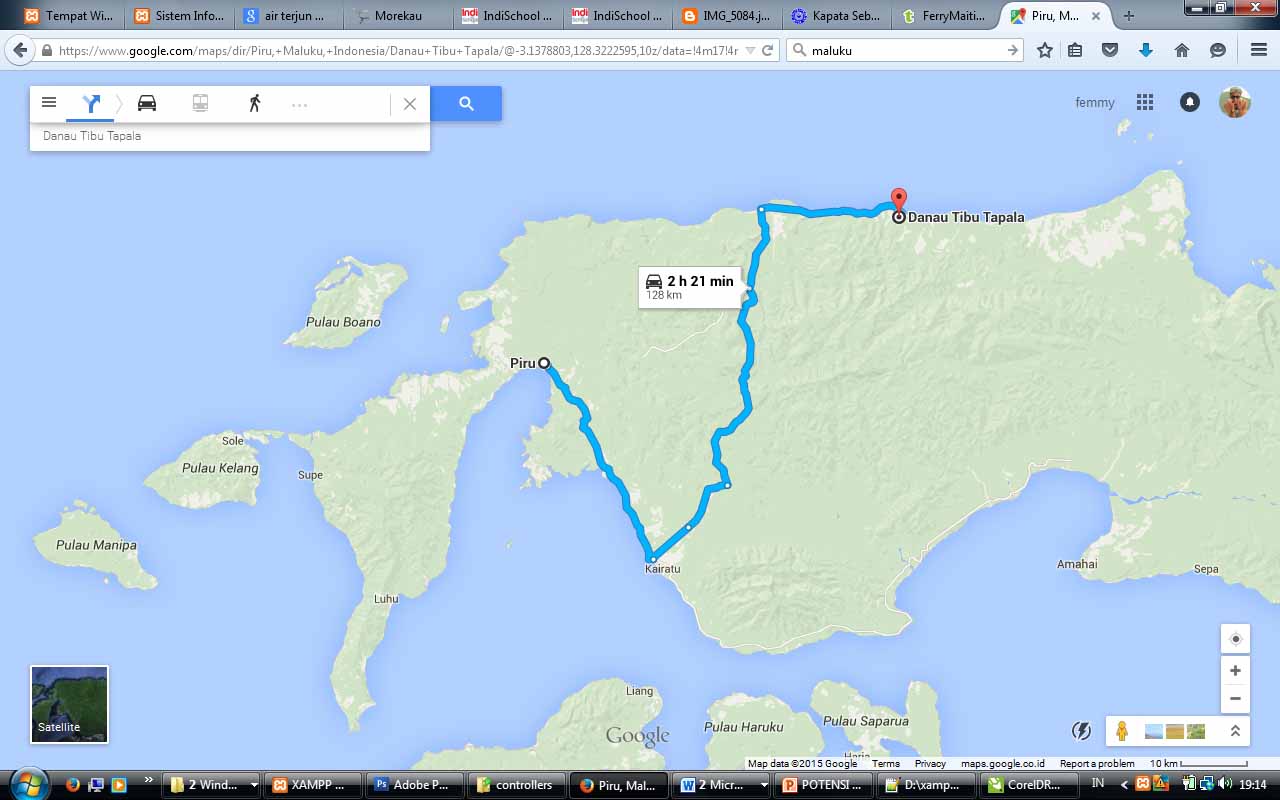 Tempat Wi...
Sistem Info...
air terjun ...
Morekau
IndiSchool ...
IndiSchool ...
IMG_5084.j...
Kapata Seb...
FerryMaiti...
Piru, M...
https://www.google.com/maps/dir/Piru,+Maluku,+Indonesia/Danau+Tibu+Tapala/@-3.1378803,128.3222595,10z/data=!4m17!4r
maluku
femmy
Danau Tibu Tapala
Danau Tibu Tapala
2 h 21 min
128 km
Pulau Boano
Piru
Sole
Pulau Kelang
Supe
Pulau Manipa
Kairatu
Amahai
Sepa
Luhu
Liang
Pulau Haruku
Pulau Saparua
Haria
Satellite
Google
Map data ©2015 Google
Terms
Privacy
maps.google.co.id
Report a problem
10 km
2 Wind...
XAMPP ...
Adobe P...
controllers
Piru, Mal...
2 Micr...
POTENSI ...
D:\xamp...
CorelDR...
IN
19:14